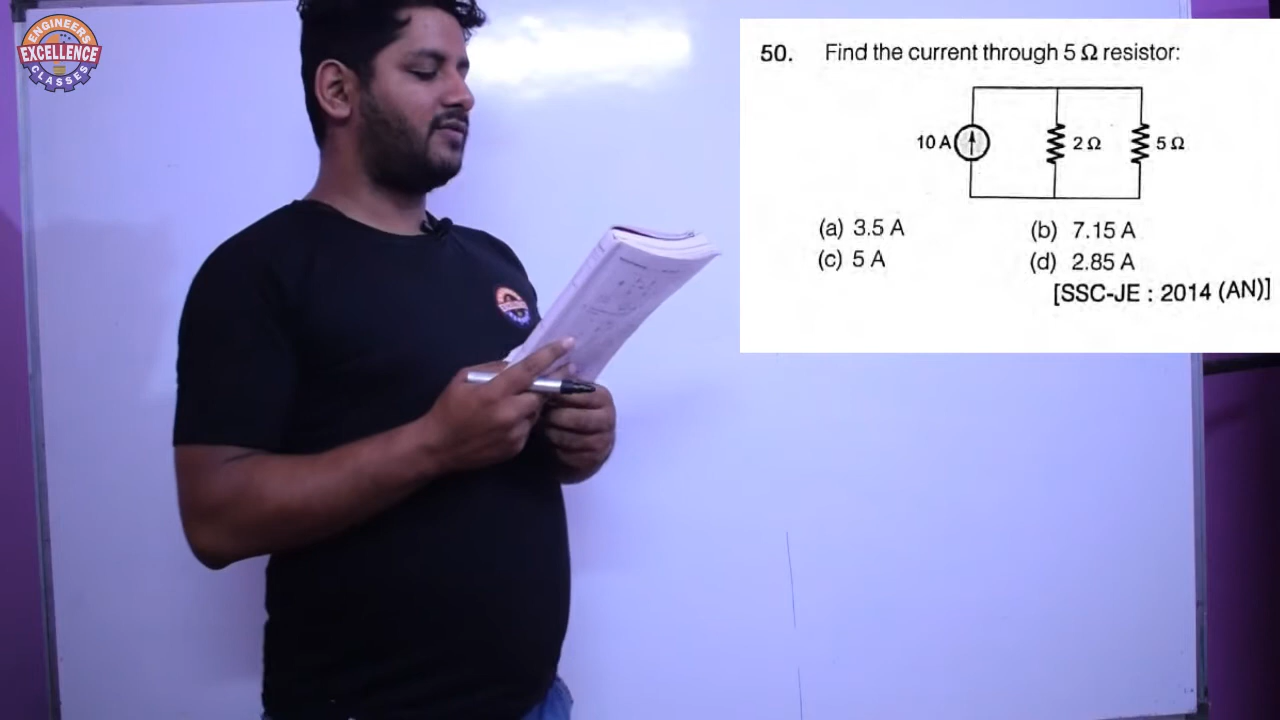 ENGINEERS
EXCELLENCE
CLASSES
50. Find the current through 5 Ω resistor:
10 A
2 Ω
5 Ω
(a) 3.5 A (b) 7.15 A
(c) 5 A (d) 2.85 A
[SSC-JE : 2014 (AN)]